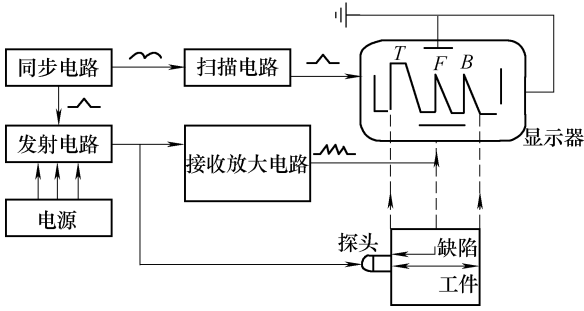 同步电路
扫描电路
T F B
显示器
发射电路
接收放大电路
电源
探头
缺陷
工件